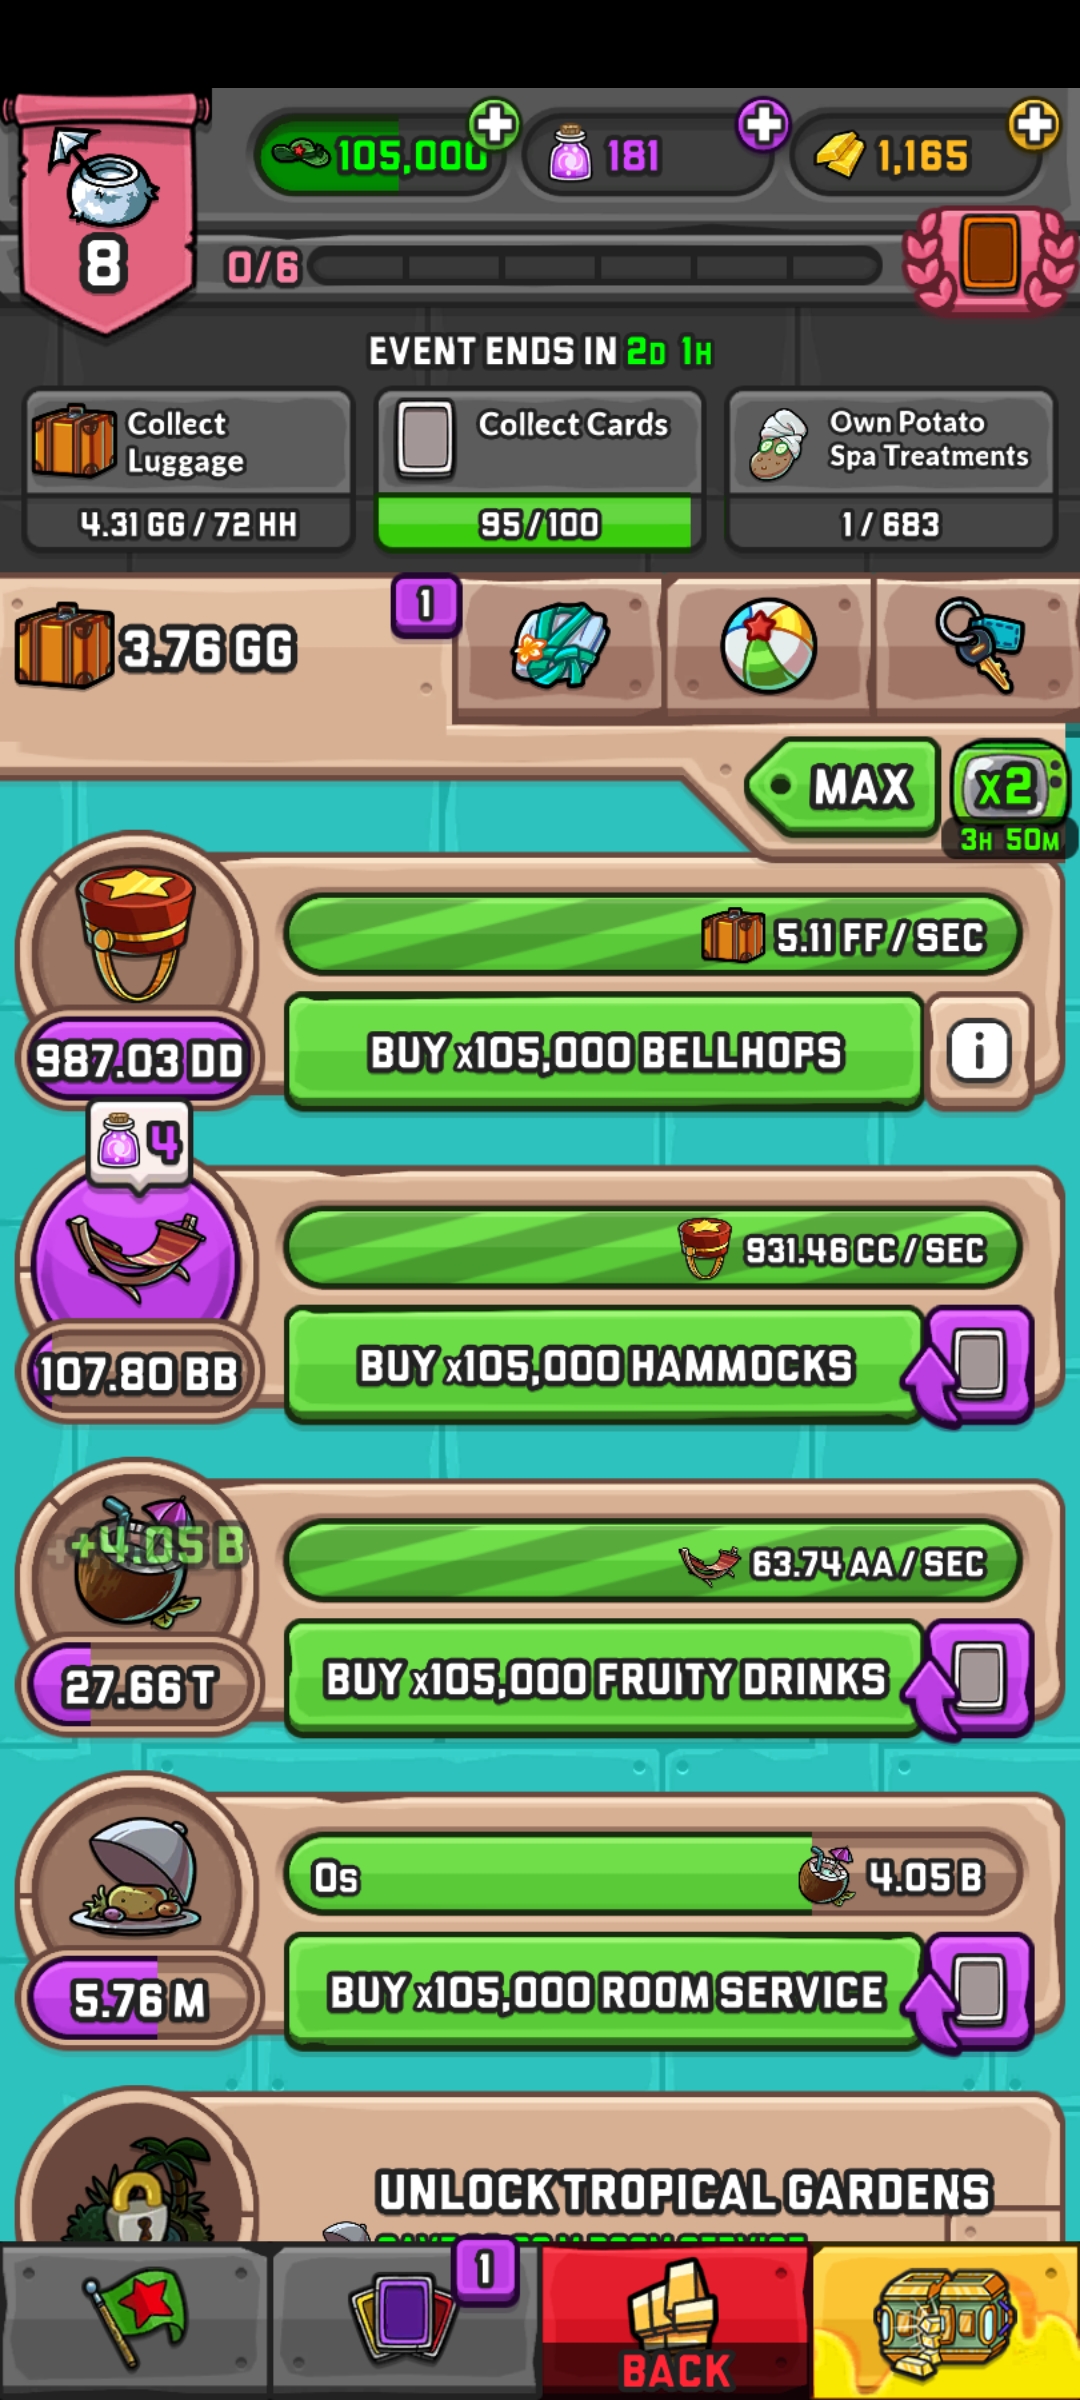 105,000
181
1,165
8
0/6
EVENT ENDS IN 2D 1H
Collect
Luggage
4.31 GG / 72 HH
Collect Cards
95 / 100
Own Potato
Spa Treatments
1 / 683
3.76 GG
1
MAX
x2
3H 50M
5.11 FF / SEC
987.03 DD
BUY x105,000 BELLHOPS
i
4
931.46 CC / SEC
107.80 BB
BUY x105,000 HAMMOCKS
+4.05 B
63.74 AA / SEC
27.66 T
BUY x105,000 FRUITY DRINKS
0s
4.05 B
5.76 M
BUY x105,000 ROOM SERVICE
UNLOCK TROPICAL GARDENS
1
BACK